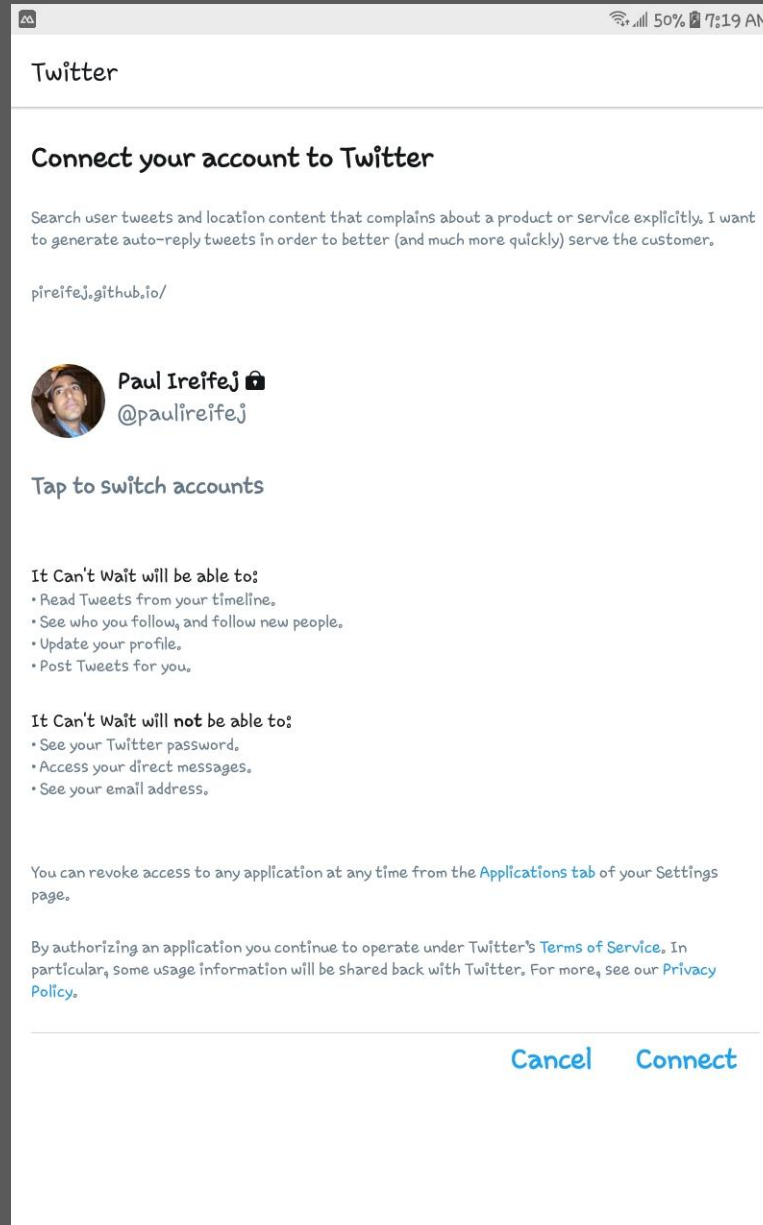 50% 7:19 AM
Twitter
Connect your account to Twitter
Search user tweets and location content that complains about a product or service explicitly. I want
to generate auto-reply tweets in order to better (and much more quickly) serve the customer.
pireifej.github.io/
Paul Ireifej
@paulireifej
Tap to switch accounts
It Can't Wait will be able to:
• Read Tweets from your timeline.
• See who you follow, and follow new people.
• Update your profile.
• Post Tweets for you.
It Can't Wait will not be able to:
• See your Twitter password.
• Access your direct messages.
• See your email address.
You can revoke access to any application at any time from the Applications tab of your Settings
page.
By authorizing an application you continue to operate under Twitter's Terms of Service. In
particular, some usage information will be shared back with Twitter. For more, see our Privacy
Policy.
Cancel Connect